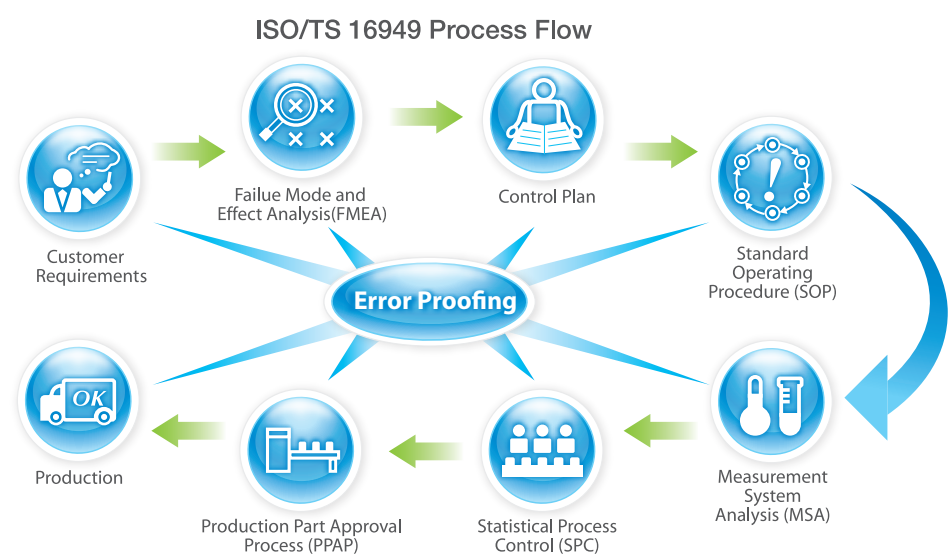 ISO/TS 16949 Process Flow
Failue Mode and
Effect Analysis(FMEA)
Control Plan
Customer
Requirements
Standard
Operating
Procedure (SOP)
Error Proofing
OK
Production
Production Part Approval
Process (PPAP)
Statistical Process
Control (SPC)
Measurement
System
Analysis (MSA)